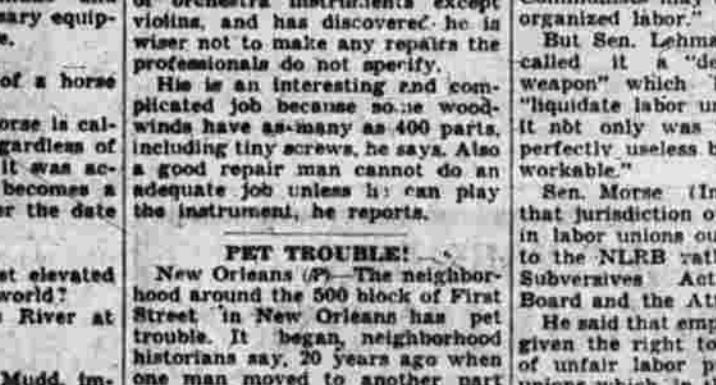 sary equip-
e.
of a horse
orse is cal-
gardless of
it was ac-
becomes a
er the date
st elevated
world?
River at
Mudd, im-
of orchestra instruments except
violins, and has discovered he is
wiser not to make any repairs the
professionals do not specify.
His is an interesting and com-
plicated job because some wood-
winds have as many as 400 parts,
including tiny screws, he says. Also
a good repair man cannot do an
adequate job unless he can play
the instrument, he reports.
PET TROUBLE!
New Orleans (AP)—The neighbor-
hood around the 500 block of First
Street in New Orleans has pet
trouble. It began, neighborhood
historians say, 20 years ago when
one man moved to another part
organized labor."
But Sen. Lehma
called it a "de
weapon" which
"liquidate labor u
it not only was
perfectly useless b
workable."
Sen. Morse (In
that jurisdiction o
in labor unions ou
to the NLRB rath
Subversives Act
Board and the At
He said that emp
given the right to
of unfair labor p